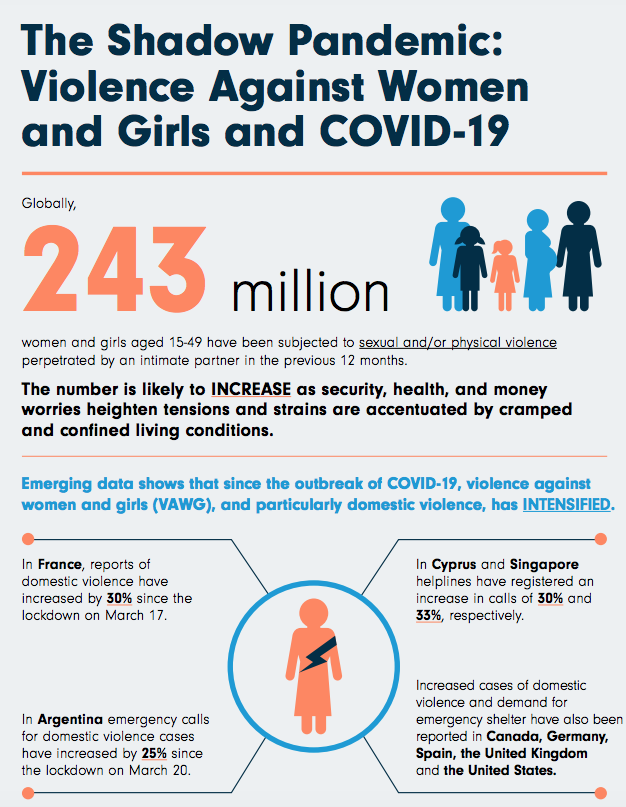 The Shadow Pandemic:
Violence Against Women
and Girls and COVID-19
Globally,
243 million
women and girls aged 15-49 have been subjected to sexual and/or physical violence
perpetrated by an intimate partner in the previous 12 months.
The number is likely to INCREASE as security, health, and money
worries heighten tensions and strains are accentuated by cramped
and confined living conditions.
Emerging data shows that since the outbreak of COVID-19, violence against
women and girls (VAWG), and particularly domestic violence, has INTENSIFIED.
In France, reports of
domestic violence have
increased by 30% since the
lockdown on March 17.
In Cyprus and Singapore
helplines have registered an
increase in calls of 30% and
33%, respectively.
In Argentina emergency calls
for domestic violence cases
have increased by 25% since
the lockdown on March 20.
Increased cases of domestic
violence and demand for
emergency shelter have also been
reported in Canada, Germany,
Spain, the United Kingdom
and the United States.